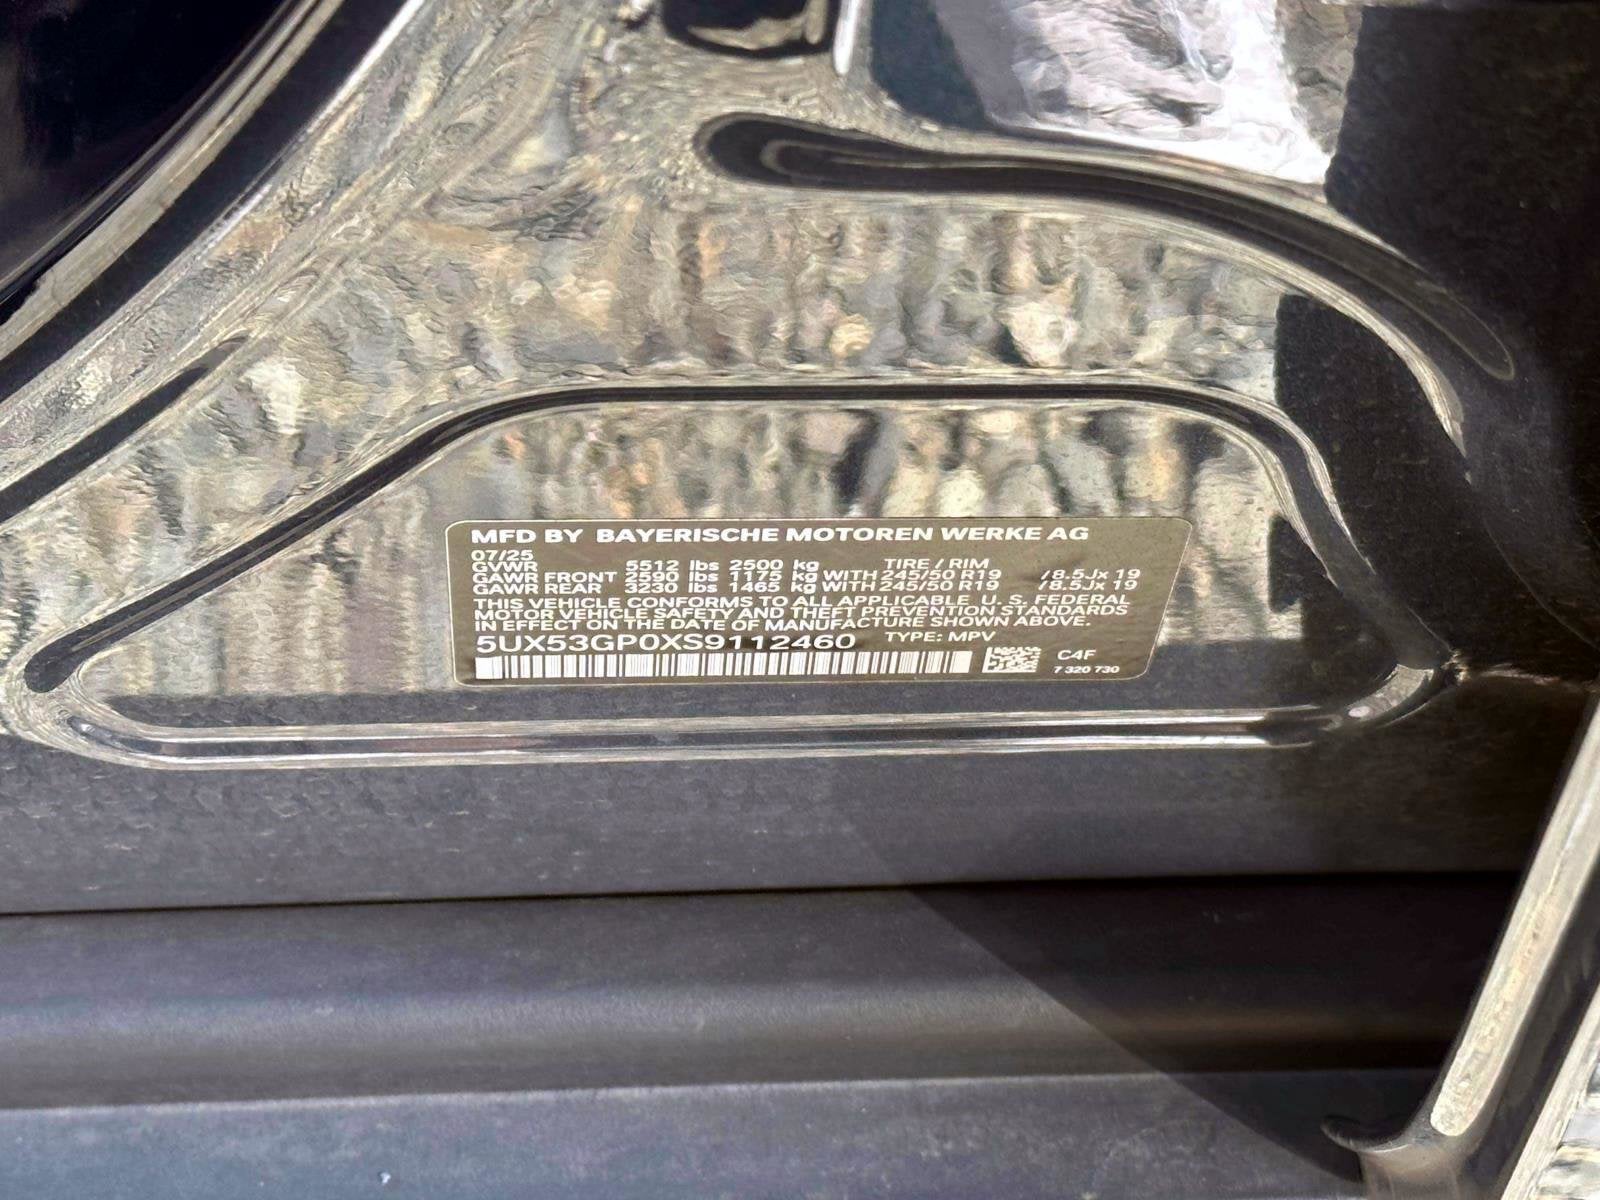 MFD BY BAYERISCHE MOTOREN WERKE AG
07/25
GVWR 5512 lbs 2500 kg TIRE / RIM
GAWR FRONT 2590 lbs 1175 kg WITH 245/50 R19 /8.5Jx 19
GAWR REAR 3230 lbs 1465 kg WITH 245/50 R19 /8.5Jx 19
THIS VEHICLE CONFORMS TO ALL APPLICABLE U. S. FEDERAL
MOTOR VEHICLE SAFETY AND THEFT PREVENTION STANDARDS
IN EFFECT ON THE DATE OF MANUFACTURE SHOWN ABOVE.
5UX53GP0XS9112460 TYPE: MPV
C4F
7 320 730